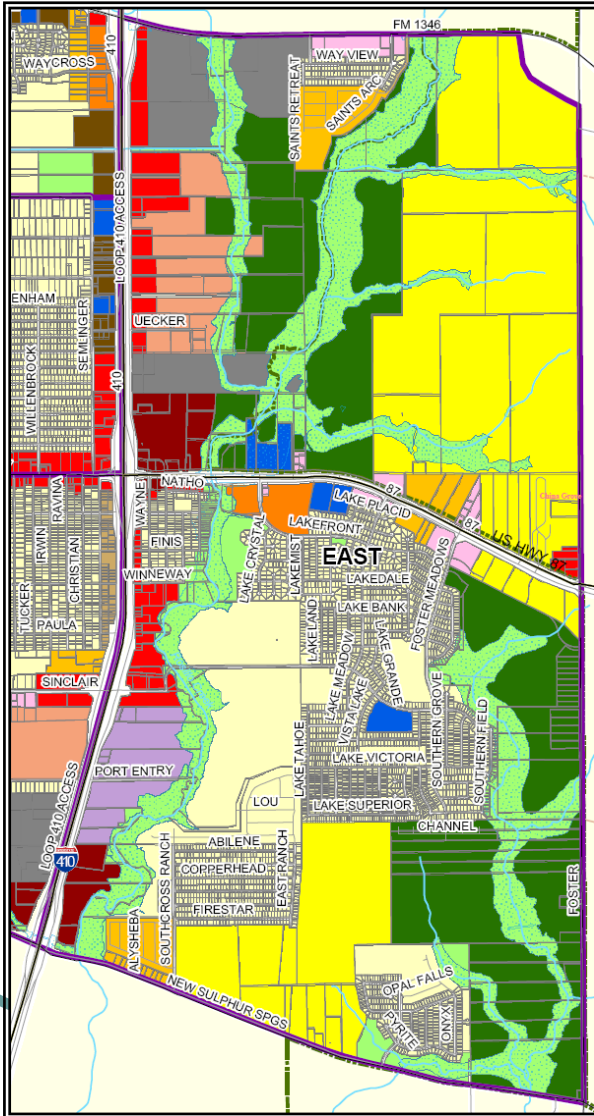 FM 1346
WAYCROSS
410
WAY VIEW
SAINTS RETREAT
SAINTS ARC
LOOP 410/ACCESS
ENHAM
SEMLINGER
UECKER
WILLENBROCK
410
NATHO
WAYNE
RAVINA
IRWIN
CHRISTIAN
TUCKER
FINIS
WINNEWAY
PAULA
SINCLAIR
87
LAKE PLACID
87
China Grove
US HWY 87
LAKEFRONT
LAKE CRYSTAL
LAKEMIST
EAST
LAKEDALE
FOSTER MEADOWS
LAKE BANK
LAKELAND
LAKE MEADOW
LAKE GRANDE
VISTA LAKE
SOUTHERN GROVE
SOUTHERN FIELD
LAKE TAHOE
LAKE VICTORIA
PORT ENTRY
LOU
LAKE SUPERIOR
CHANNEL
LOOP 410/ACCESS
410
ABILENE
COPPERHEAD
EAST RANCH
SOUTHCROSS RANCH
FIRESTAR
FOSTER
ALYSHEBA
NEW SULPHUR SPGS
OPAL FALLS
PYRITE
ONYX